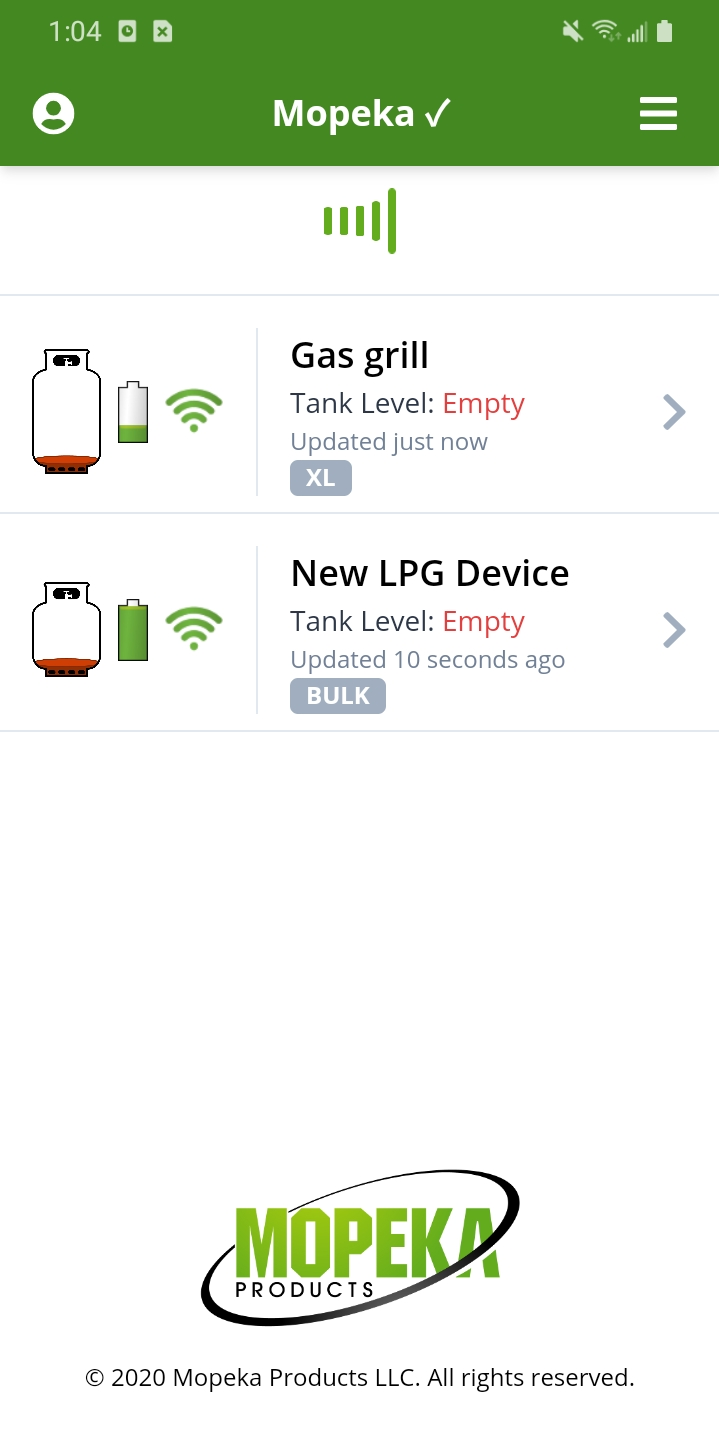 1:04
Mopeka ✓
Gas grill
Tank Level: Empty
Updated just now
XL
New LPG Device
Tank Level: Empty
Updated 10 seconds ago
BULK
MOPEKA
PRODUCTS
© 2020 Mopeka Products LLC. All rights reserved.